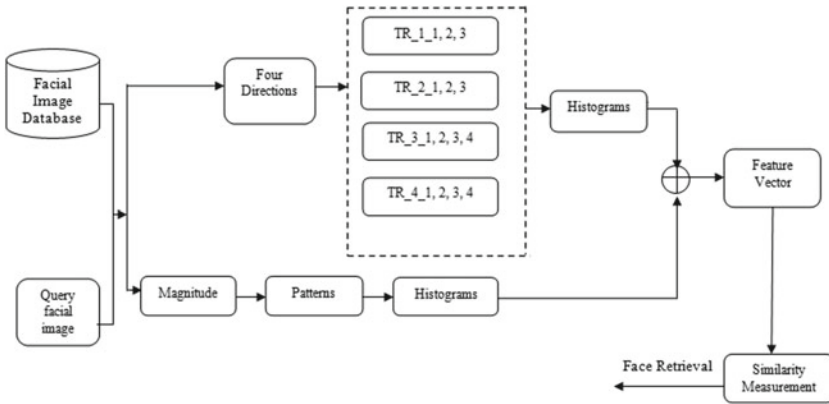 Facial
Image
Database
Query
facial
image
Four
Directions
TR_1_1, 2, 3
TR_2_1, 2, 3
TR_3_1, 2, 3, 4
TR_4_1, 2, 3, 4
Histograms
Magnitude
Patterns
Histograms
Feature
Vector
Similarity
Measurement
Face Retrieval